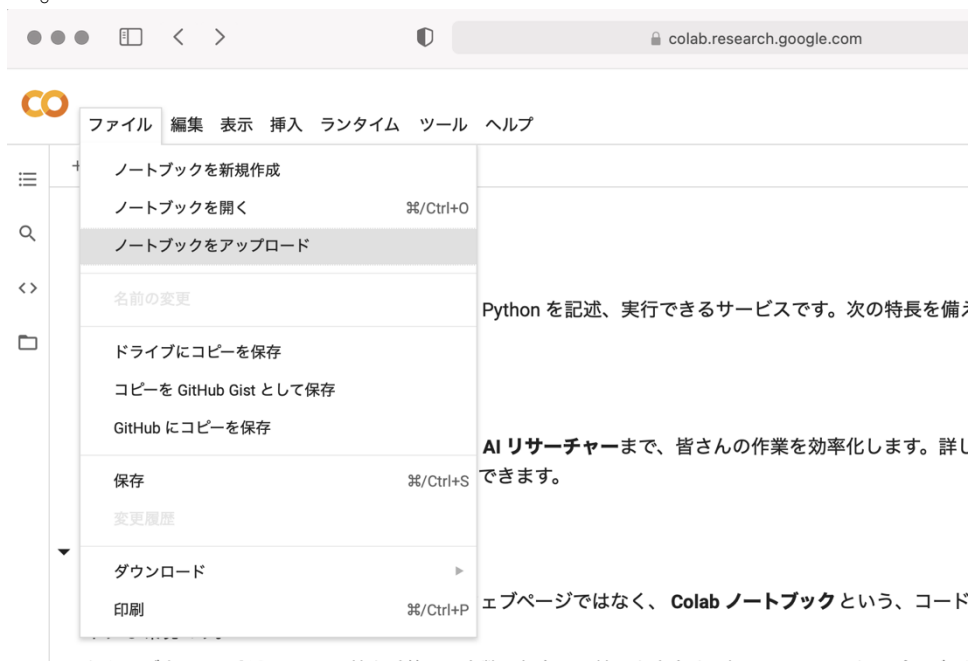 colab.research.google.com
ファイル 編集 表示 挿入 ランタイム ツール ヘルプ
ノートブックを新規作成
ノートブックを開く ⌘/Ctrl+O
ノートブックをアップロード
名前の変更
Python を記述、実行できるサービスです。次の特長を備
ドライブにコピーを保存
コピーを GitHub Gist として保存
GitHub にコピーを保存
AI リサーチャーまで、皆さんの作業を効率化します。詳し
保存 ⌘/Ctrl+S
できます。
変更履歴
ダウンロード
印刷 ⌘/Ctrl+P
ェブページではなく、 Colab ノートブックという、コード